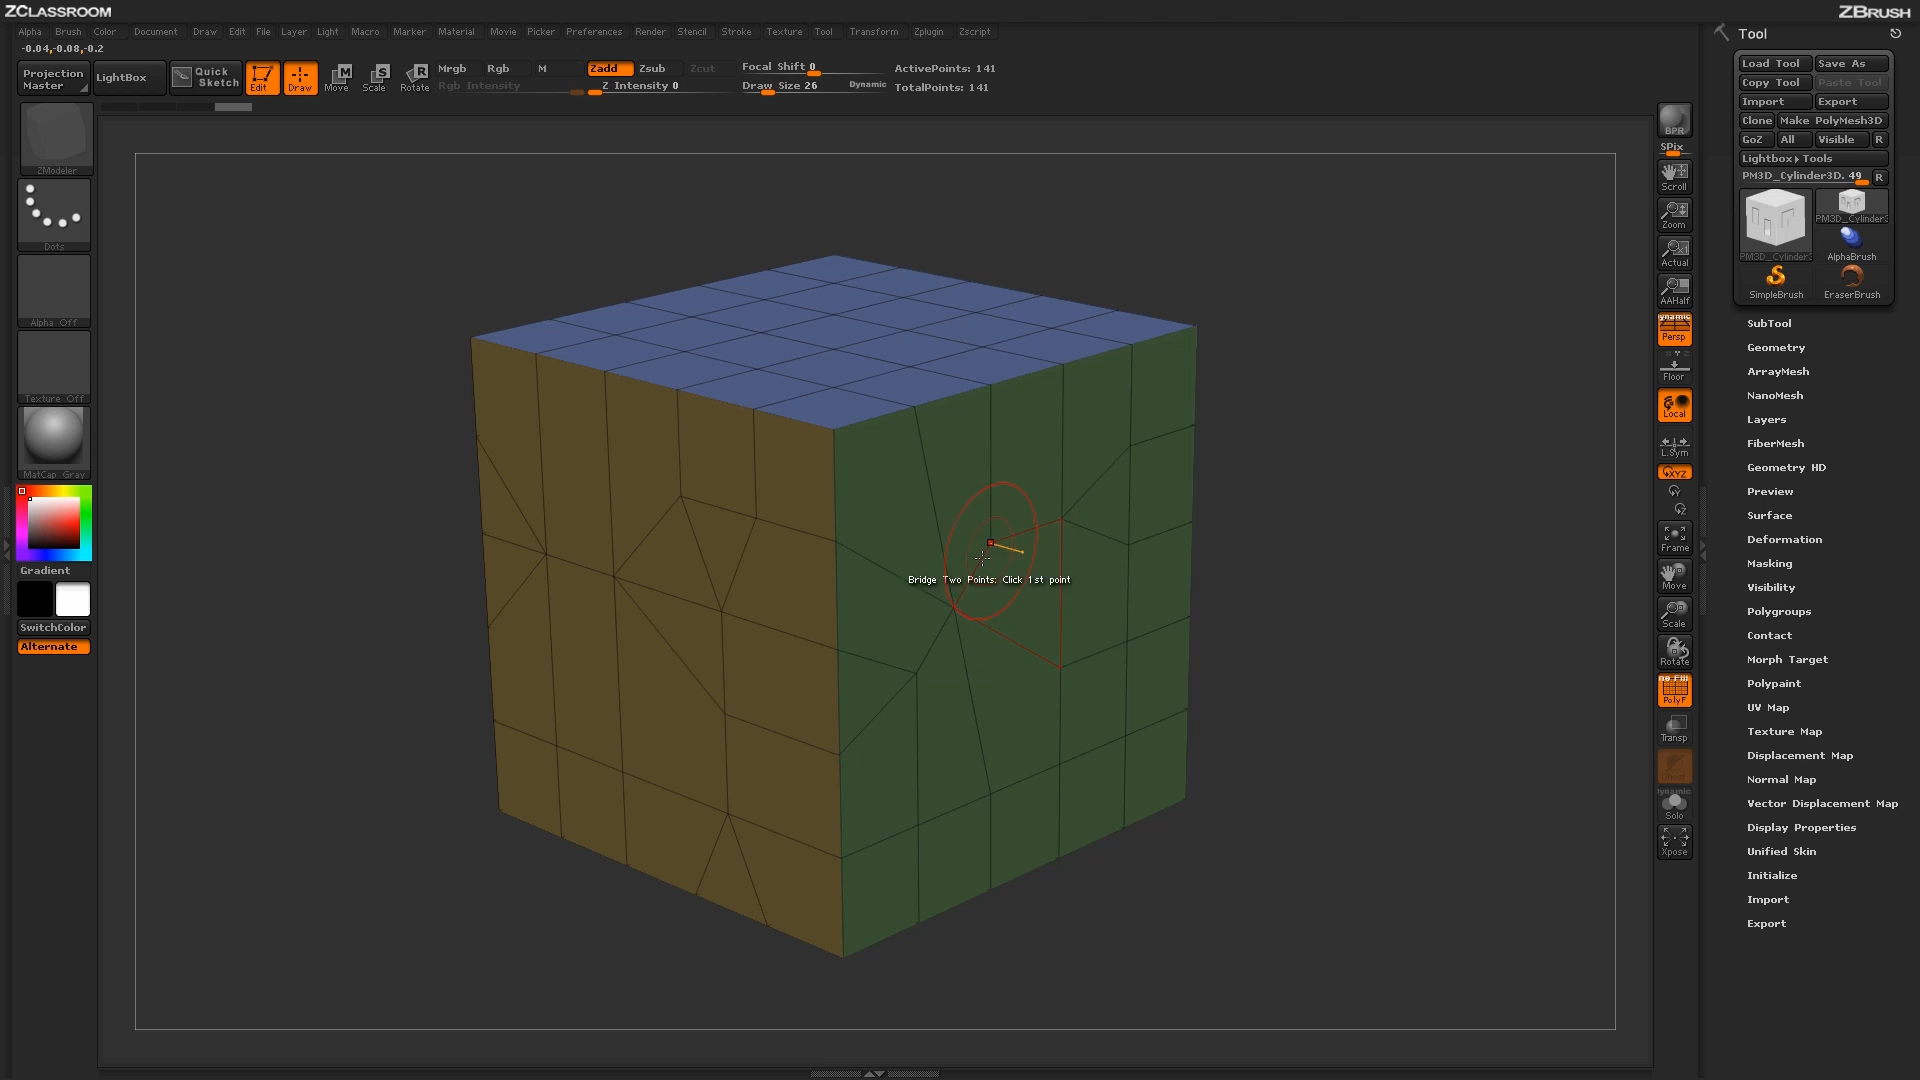 ZCLASSROOM
ZBRUSH
Alpha Brush Color Document Draw Edit File Layer Light Macro Marker Material Movie Picker Preferences Render Stencil Stroke Texture Tool Transform Zplugin Zscript
-0.04,-0.08,-0.2
Projection Master
LightBox
Quick Sketch
Edit
Draw
Move
Scale
Rotate
Mrgb Rgb M
Rgb Intensity
Zadd Zsub Zcut
Z Intensity 0
Focal Shift 0
Draw Size 26
Dynamic
ActivePoints: 141
TotalPoints: 141
ZModeler
Dots
Alpha Off
Texture Off
MatCap Gray
Gradient
SwitchColor
Alternate
Bridge Two Points: Click 1st point
BPR
SPix
Scroll
Zoom
Actual
AAHalf
Persp
Floor
Local
L.Sym
XYZ
Frame
Move
Scale
Rotate
PolyF
Transp
Dynamic
Solo
Xpose
Tool
Load Tool Save As
Copy Tool Paste Tool
Import Export
Clone Make PolyMesh3D
GoZ All Visible R
Lightbox Tools
PM3D_Cylinder3D. 49 R
PM3D_Cylinder3
PM3D_Cylinder3
AlphaBrush
SimpleBrush
EraserBrush
SubTool
Geometry
ArrayMesh
NanoMesh
Layers
FiberMesh
Geometry HD
Preview
Surface
Deformation
Masking
Visibility
Polygroups
Contact
Morph Target
Polypaint
UV Map
Texture Map
Displacement Map
Normal Map
Vector Displacement Map
Display Properties
Unified Skin
Initialize
Import
Export